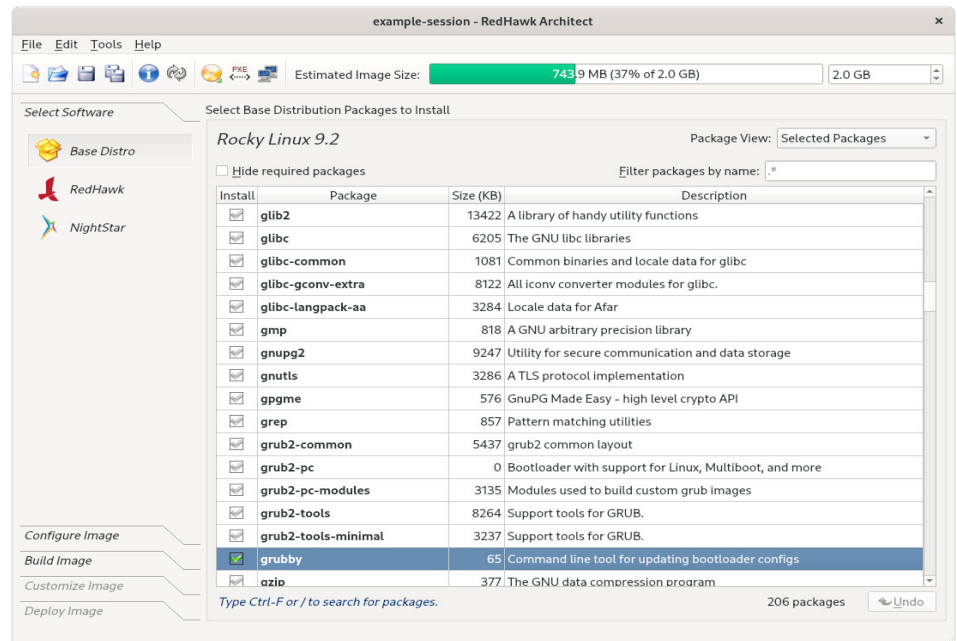 example-session - RedHawk Architect ×
File Edit Tools Help
PXE Estimated Image Size: 743.9 MB (37% of 2.0 GB) 2.0 GB
Select Software
Base Distro
RedHawk
NightStar
Configure Image
Build Image
Customize Image
Deploy Image
Select Base Distribution Packages to Install
Rocky Linux 9.2 Package View: Selected Packages
Hide required packages Filter packages by name: .*
Install Package Size (KB) Description
glib2 13422 A library of handy utility functions
glibc 6205 The GNU libc libraries
glibc-common 1081 Common binaries and locale data for glibc
glibc-gconv-extra 8122 All iconv converter modules for glibc.
glibc-langpack-aa 3284 Locale data for Afar
gmp 818 A GNU arbitrary precision library
gnupg2 9247 Utility for secure communication and data storage
gnutls 3286 A TLS protocol implementation
gpgme 576 GnuPG Made Easy - high level crypto API
grep 857 Pattern matching utilities
grub2-common 5437 grub2 common layout
grub2-pc 0 Bootloader with support for Linux, Multiboot, and more
grub2-pc-modules 3135 Modules used to build custom grub images
grub2-tools 8264 Support tools for GRUB.
grub2-tools-minimal 3237 Support tools for GRUB.
grubby 65 Command line tool for updating bootloader configs
gzip 377 The GNU data compression program
Type Ctrl-F or / to search for packages. 206 packages Undo